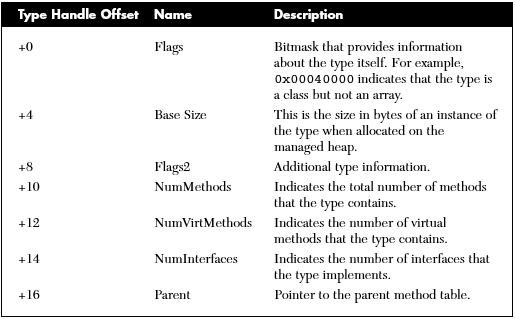 Type Handle Offset Name Description
+0 Flags Bitmask that provides information
about the type itself. For example,
0x00040000 indicates that the type is
a class but not an array.
+4 Base Size This is the size in bytes of an instance of
the type when allocated on the
managed heap.
+8 Flags2 Additional type information.
+10 NumMethods Indicates the total number of methods
that the type contains.
+12 NumVirtMethods Indicates the number of virtual
methods that the type contains.
+14 NumInterfaces Indicates the number of interfaces that
the type implements.
+16 Parent Pointer to the parent method table.